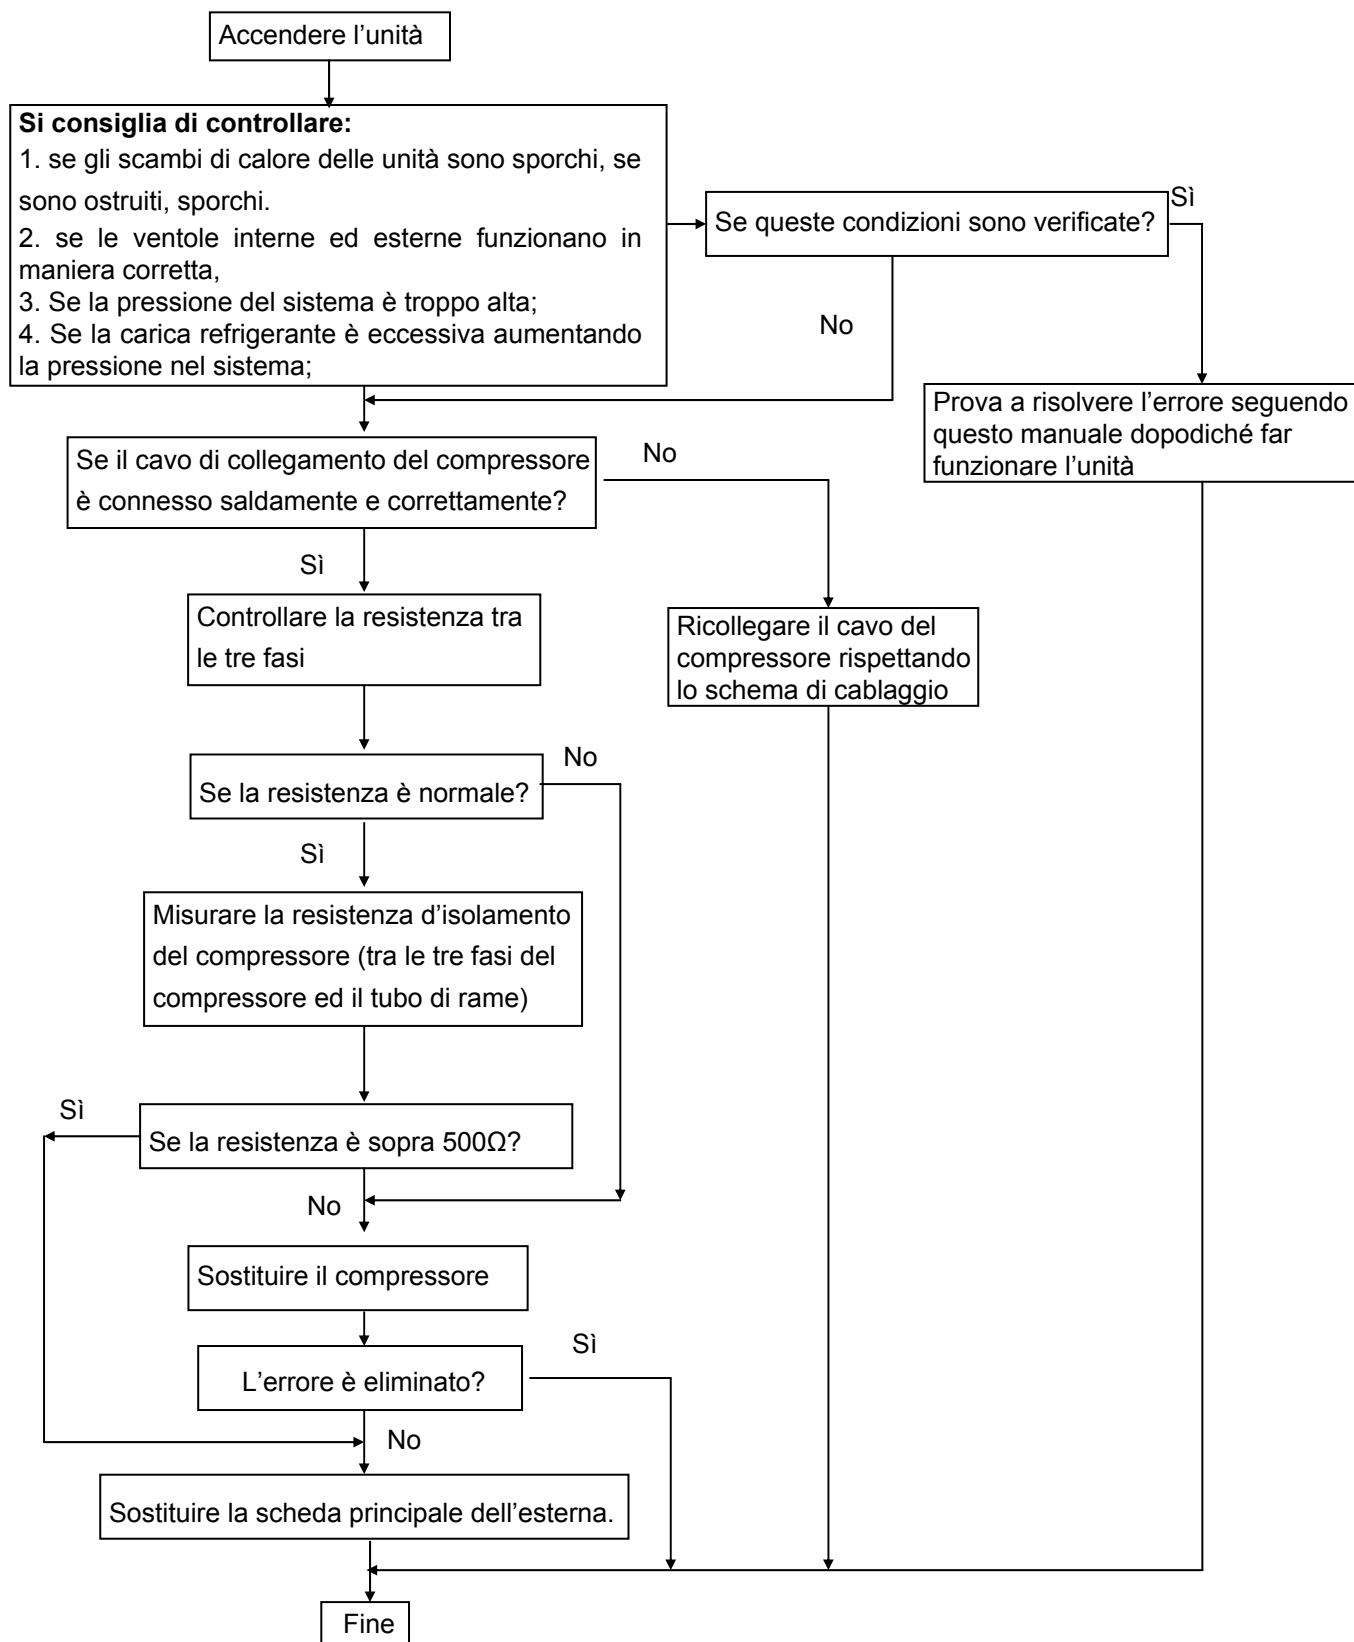 Accendere l’unità
Si consiglia di controllare:
1. se gli scambi di calore delle unità sono sporchi, se
sono ostruiti, sporchi.
2. se le ventole interne ed esterne funzionano in
maniera corretta,
3. Se la pressione del sistema è troppo alta;
4. Se la carica refrigerante è eccessiva aumentando
la pressione nel sistema;
Se queste condizioni sono verificate?
Sì
No
Prova a risolvere l’errore seguendo
questo manuale dopodiché far
funzionare l’unità
Se il cavo di collegamento del compressore
è connesso saldamente e correttamente?
No
Sì
Controllare la resistenza tra
le tre fasi
Ricollegare il cavo del
compressore rispettando
lo schema di cablaggio
Se la resistenza è normale?
No
Sì
Misurare la resistenza d’isolamento
del compressore (tra le tre fasi del
compressore ed il tubo di rame)
Sì
Se la resistenza è sopra 500Ω?
No
Sostituire il compressore
L’errore è eliminato?
Sì
No
Sostituire la scheda principale dell’esterna.
Fine